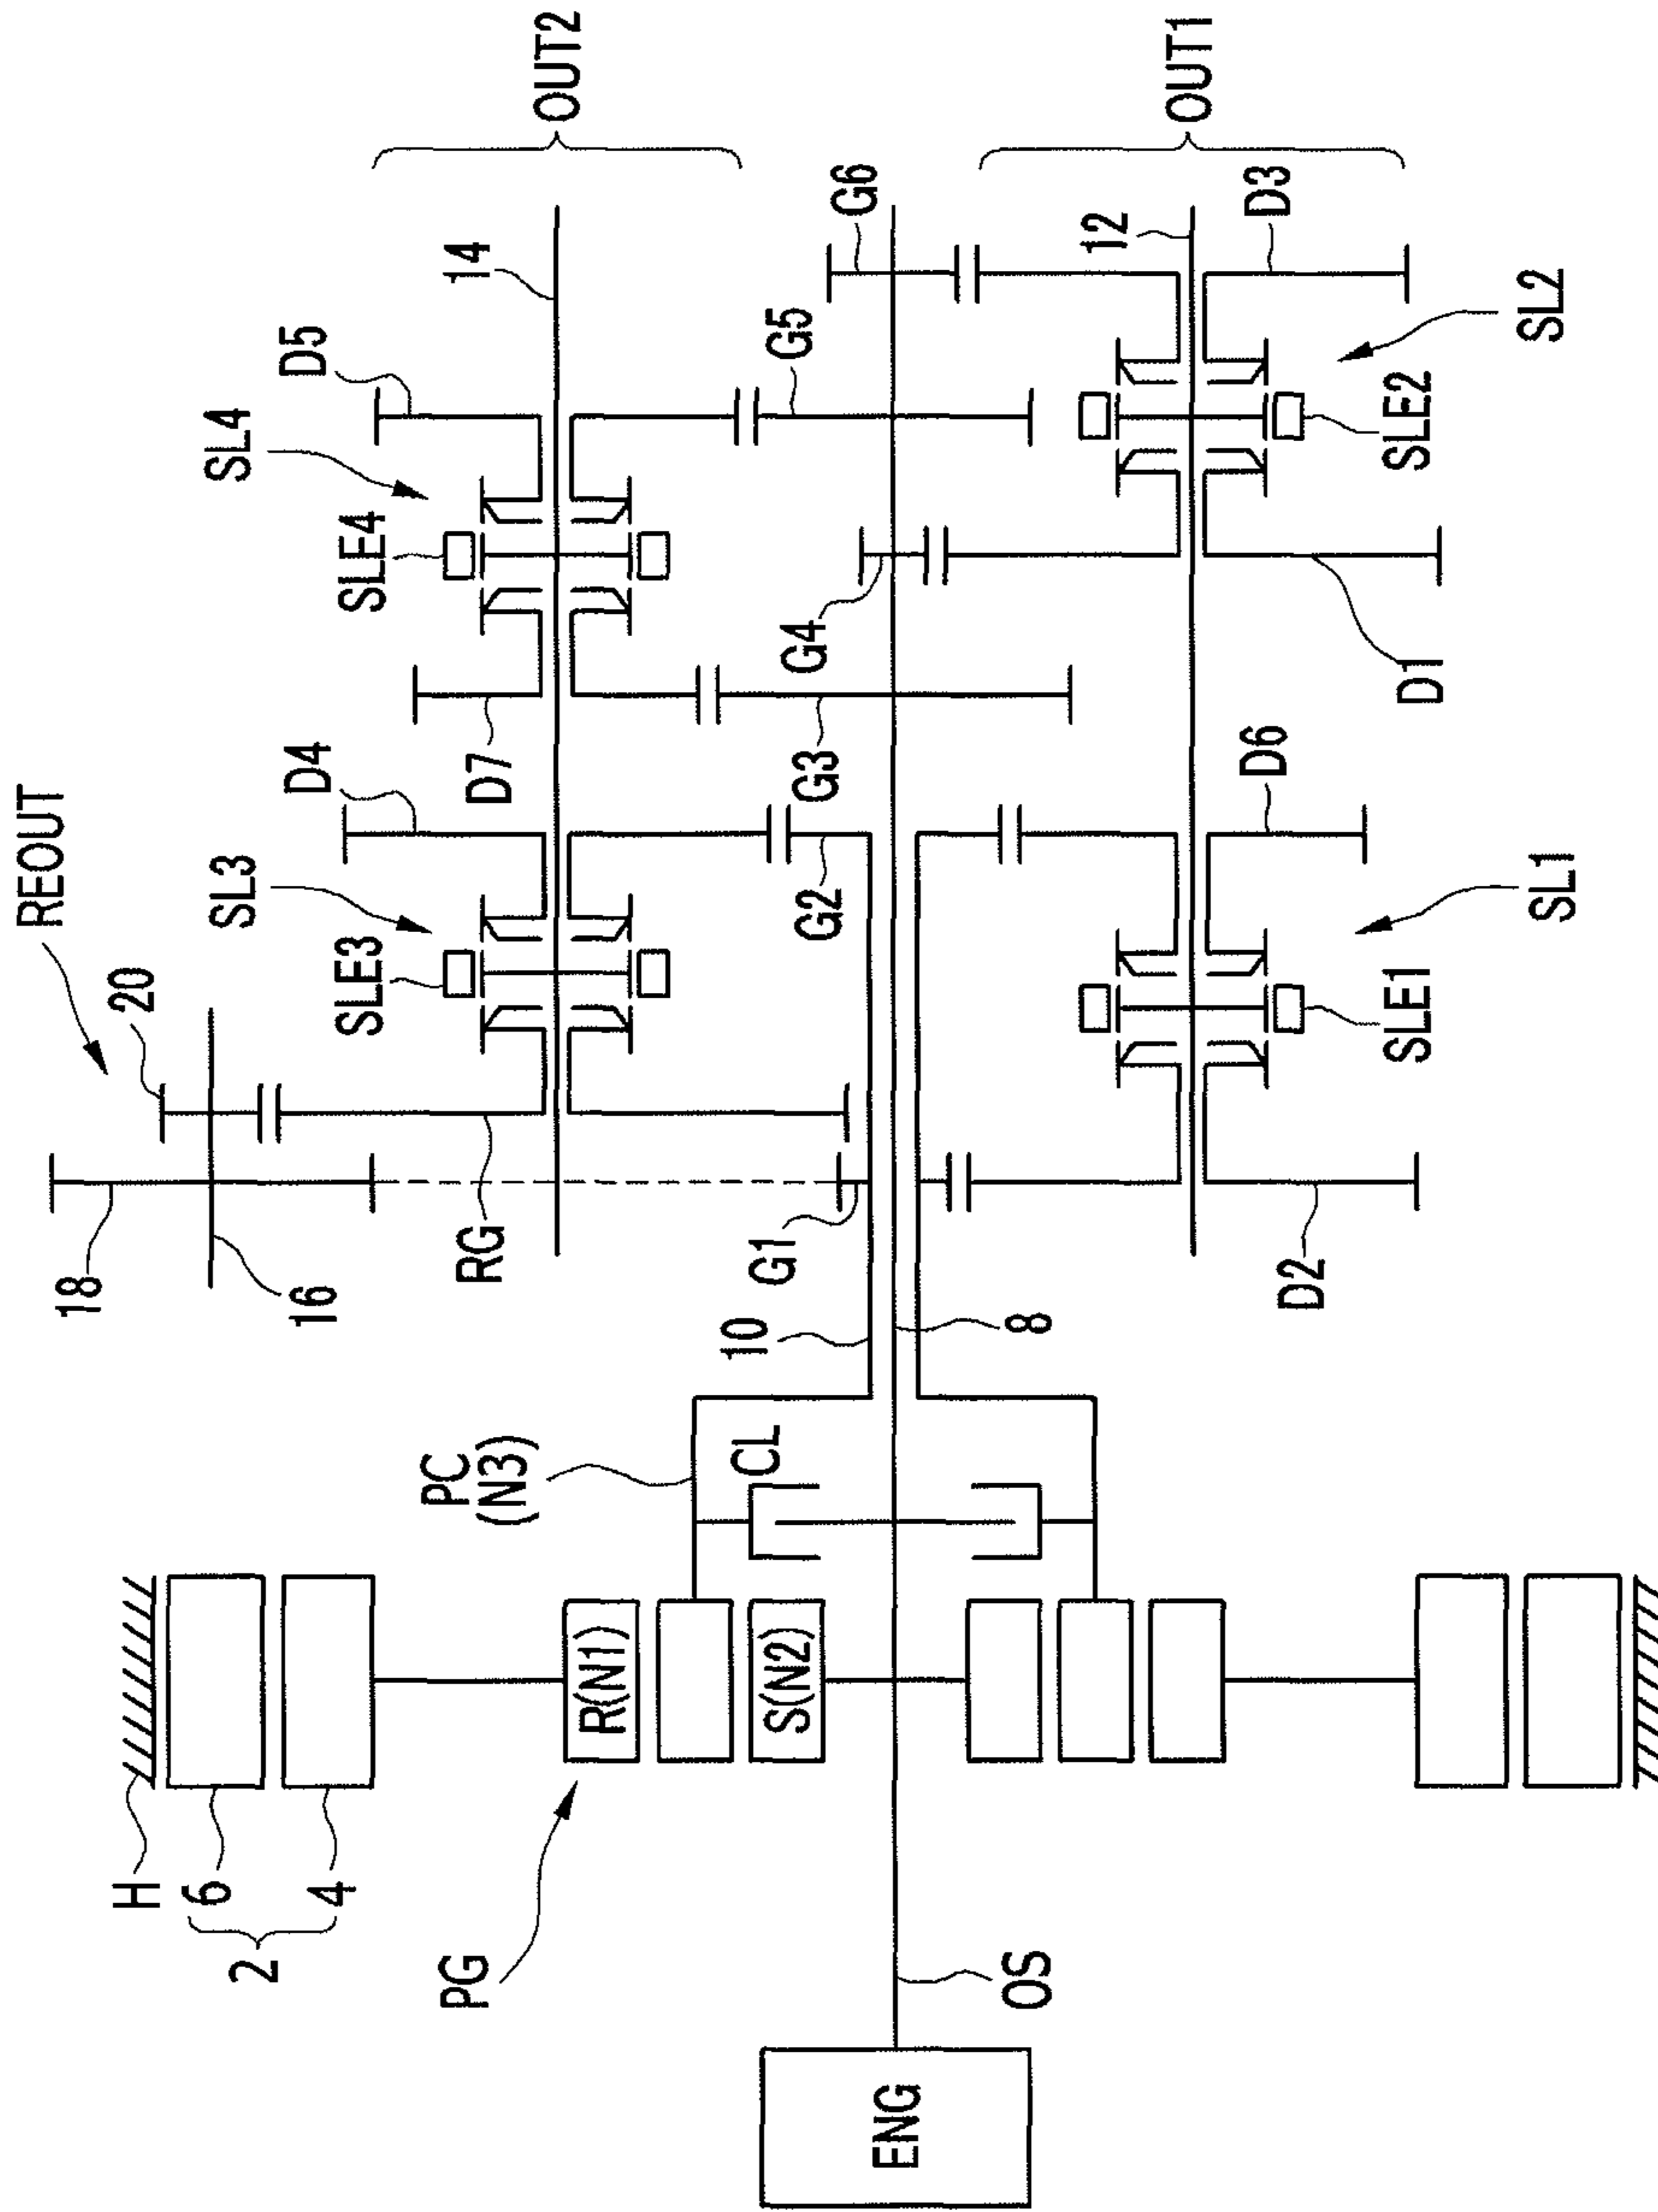 REOUT
20
18
16
D4
SL3
SLE3
RG
D5
SL4
SLE4
D7
14
OUT2
G6
G5
G4
G3
G2
G1
10
8
12
D3
SL2
SLE2
OUT1
D1
D6
SL1
SLE1
D2
PC
(N3)
CL
H
6
4
2
R(N1)
S(N2)
PG
OS
ENG